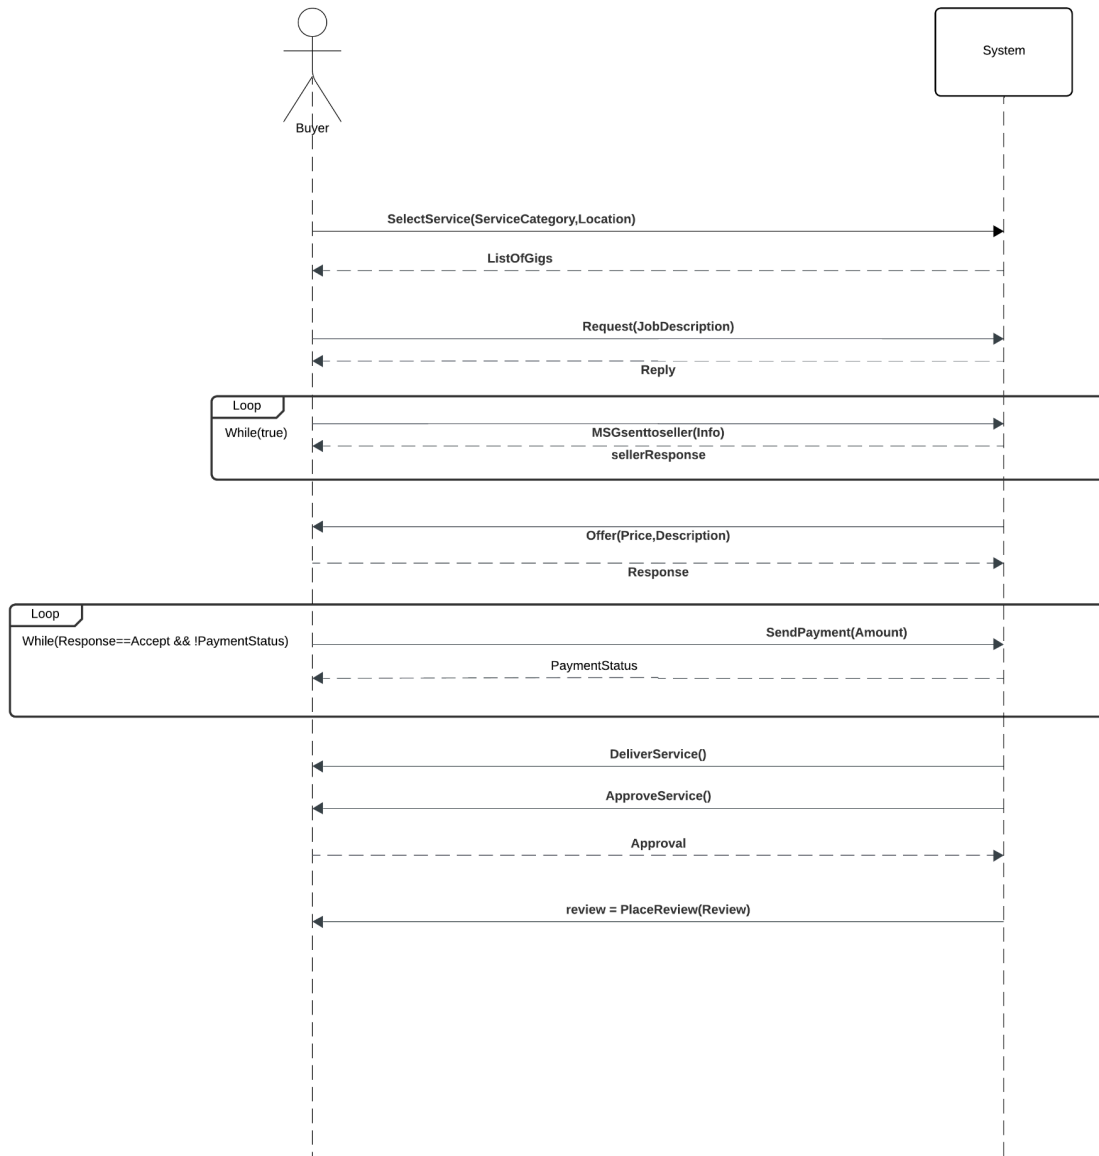 System
Buyer
SelectService(ServiceCategory,Location)
ListOfGigs
Request(JobDescription)
Reply
Loop
While(true)
MSGsenttoseller(Info)
sellerResponse
Offer(Price,Description)
Response
Loop
While(Response==Accept && !PaymentStatus)
SendPayment(Amount)
PaymentStatus
DeliverService()
ApproveService()
Approval
review = PlaceReview(Review)